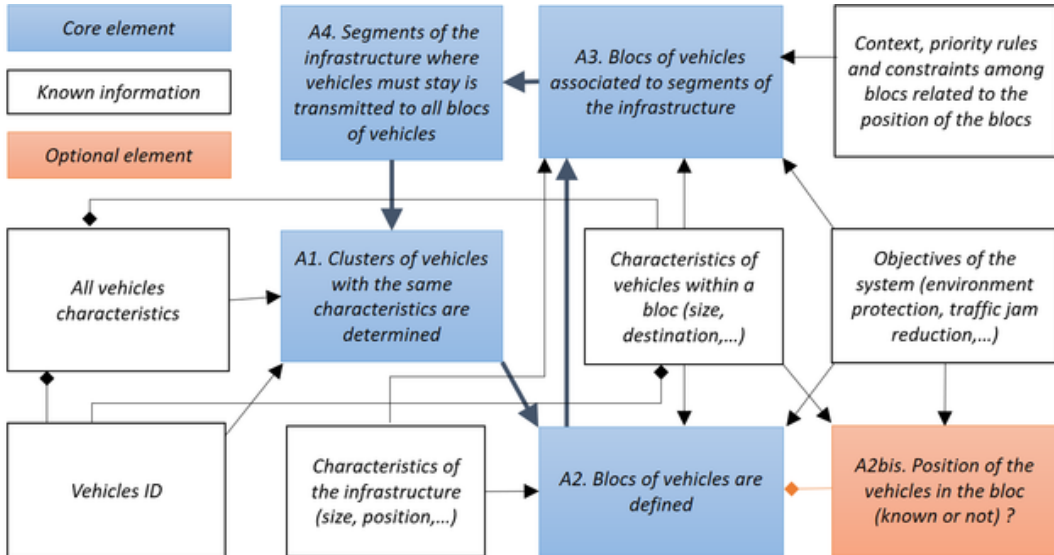 Core element
Known information
Optional element
A4. Segments of the
infrastructure where
vehicles must stay is
transmitted to all blocs
of vehicles
A3. Blocs of vehicles
associated to segments
of the infrastructure
Context, priority rules
and constraints among
blocs related to the
position of the blocs
All vehicles
characteristics
A1. Clusters of vehicles
with the same
characteristics are
determined
Characteristics of
vehicles within a
bloc (size,
destination,...)
Objectives of the
system (environment
protection, traffic jam
reduction,...)
Vehicles ID
Characteristics of
the infrastructure
(size, position,...)
A2. Blocs of vehicles are
defined
A2bis. Position of the
vehicles in the bloc
(known or not) ?